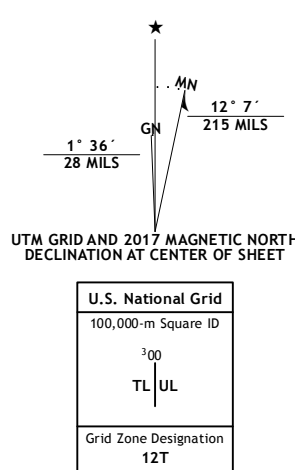 ★
MN
GN
12° 7´
215 MILS
1° 36´
28 MILS
UTM GRID AND 2017 MAGNETIC NORTH
DECLINATION AT CENTER OF SHEET
U.S. National Grid
100,000-m Square ID
³00
TL UL
Grid Zone Designation
12T